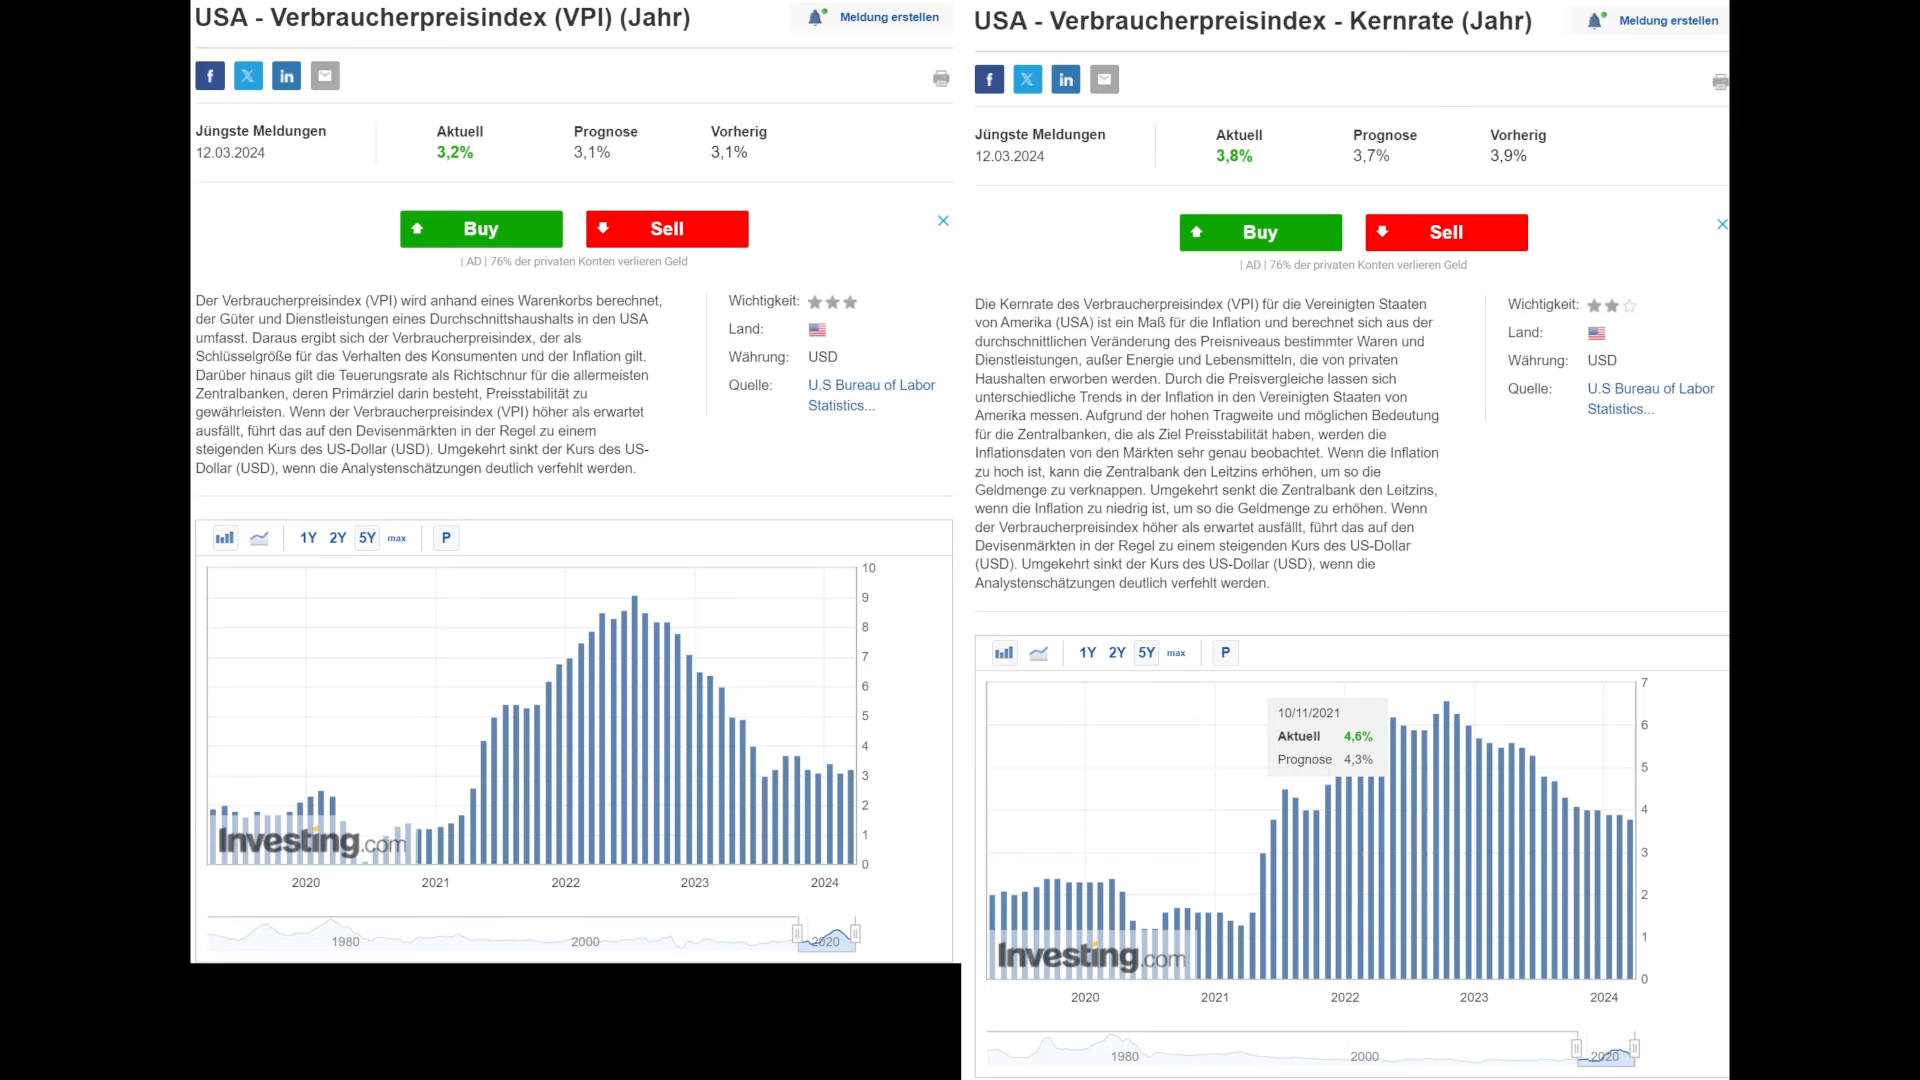 USA - Verbraucherpreisindex (VPI) (Jahr)
Meldung erstellen
Jüngste Meldungen
12.03.2024
Aktuell
3,2%
Prognose
3,1%
Vorherig
3,1%
Buy
Sell
| AD | 76% der privaten Konten verlieren Geld
Der Verbraucherpreisindex (VPI) wird anhand eines Warenkorbs berechnet,
der Güter und Dienstleistungen eines Durchschnittshaushalts in den USA
umfasst. Daraus ergibt sich der Verbraucherpreisindex, der als
Schlüsselgröße für das Verhalten des Konsumenten und der Inflation gilt.
Darüber hinaus gilt die Teuerungsrate als Richtschnur für die allermeisten
Zentralbanken, deren Primärziel darin besteht, Preisstabilität zu
gewährleisten. Wenn der Verbraucherpreisindex (VPI) höher als erwartet
ausfällt, führt das auf den Devisenmärkten in der Regel zu einem
steigenden Kurs des US-Dollar (USD). Umgekehrt sinkt der Kurs des US-
Dollar (USD), wenn die Analystenschätzungen deutlich verfehlt werden.
Wichtigkeit:
Land:
Währung: USD
Quelle: U.S Bureau of Labor
Statistics...
1Y 2Y 5Y max P
10
9
8
7
6
5
4
3
2
1
0
Investing.com
2020 2021 2022 2023 2024
1980 2000 2020
USA - Verbraucherpreisindex - Kernrate (Jahr)
Meldung erstellen
Jüngste Meldungen
12.03.2024
Aktuell
3,8%
Prognose
3,7%
Vorherig
3,9%
Buy
Sell
| AD | 76% der privaten Konten verlieren Geld
Die Kernrate des Verbraucherpreisindex (VPI) für die Vereinigten Staaten
von Amerika (USA) ist ein Maß für die Inflation und berechnet sich aus der
durchschnittlichen Veränderung des Preisniveaus bestimmter Waren und
Dienstleistungen, außer Energie und Lebensmitteln, die von privaten
Haushalten erworben werden. Durch die Preisvergleiche lassen sich
unterschiedliche Trends in der Inflation in den Vereinigten Staaten von
Amerika messen. Aufgrund der hohen Tragweite und möglichen Bedeutung
für die Zentralbanken, die als Ziel Preisstabilität haben, werden die
Inflationsdaten von den Märkten sehr genau beobachtet. Wenn die Inflation
zu hoch ist, kann die Zentralbank den Leitzins erhöhen, um so die
Geldmenge zu verknappen. Umgekehrt senkt die Zentralbank den Leitzins,
wenn die Inflation zu niedrig ist, um so die Geldmenge zu erhöhen. Wenn
der Verbraucherpreisindex höher als erwartet ausfällt, führt das auf den
Devisenmärkten in der Regel zu einem steigenden Kurs des US-Dollar
(USD). Umgekehrt sinkt der Kurs des US-Dollar (USD), wenn die
Analystenschätzungen deutlich verfehlt werden.
Wichtigkeit:
Land:
Währung: USD
Quelle: U.S Bureau of Labor
Statistics...
1Y 2Y 5Y max P
10/11/2021
Aktuell 4,6%
Prognose 4,3%
7
6
5
4
3
2
1
0
Investing.com
2020 2021 2022 2023 2024
1980 2000 2020